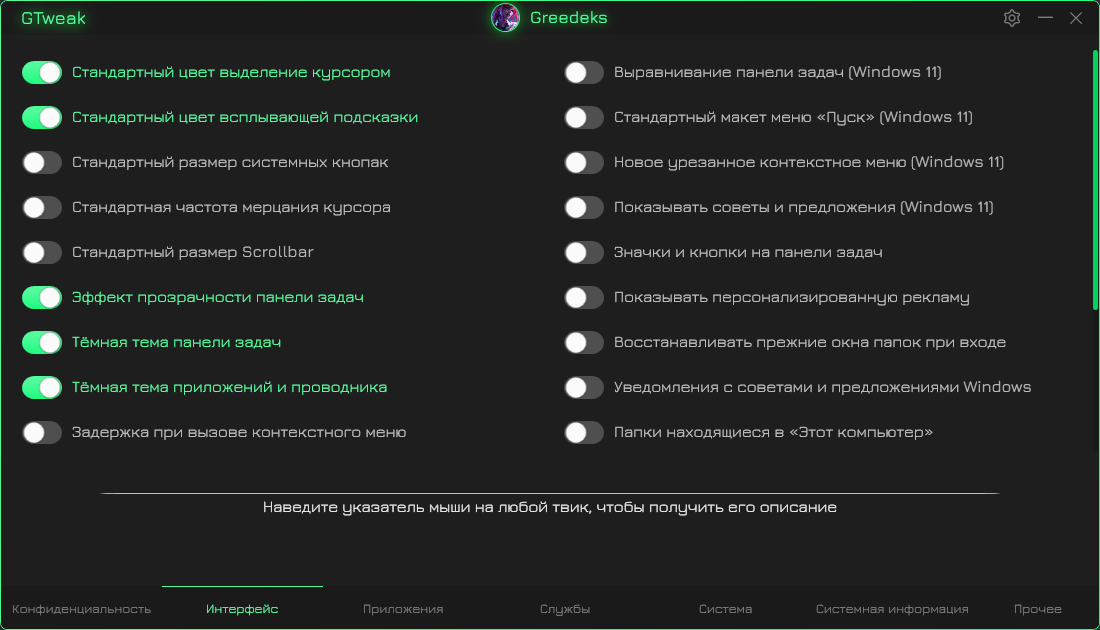 GTweak
Greedeks
Стандартный цвет выделение курсором
Стандартный цвет всплывающей подсказки
Стандартный размер системных кнопак
Стандартная частота мерцания курсора
Стандартный размер Scrollbar
Эффект прозрачности панели задач
Тёмная тема панели задач
Тёмная тема приложений и проводника
Задержка при вызове контекстного меню
Выравнивание панели задач (Windows 11)
Стандартный макет меню «Пуск» (Windows 11)
Новое урезанное контекстное меню (Windows 11)
Показывать советы и предложения (Windows 11)
Значки и кнопки на панели задач
Показывать персонализированную рекламу
Восстанавливать прежние окна папок при входе
Уведомления с советами и предложениями Windows
Папки находящиеся в «Этот компьютер»
Наведите указатель мыши на любой твик, чтобы получить его описание
Конфиденциальность
Интерфейс
Приложения
Службы
Система
Системная информация
Прочее